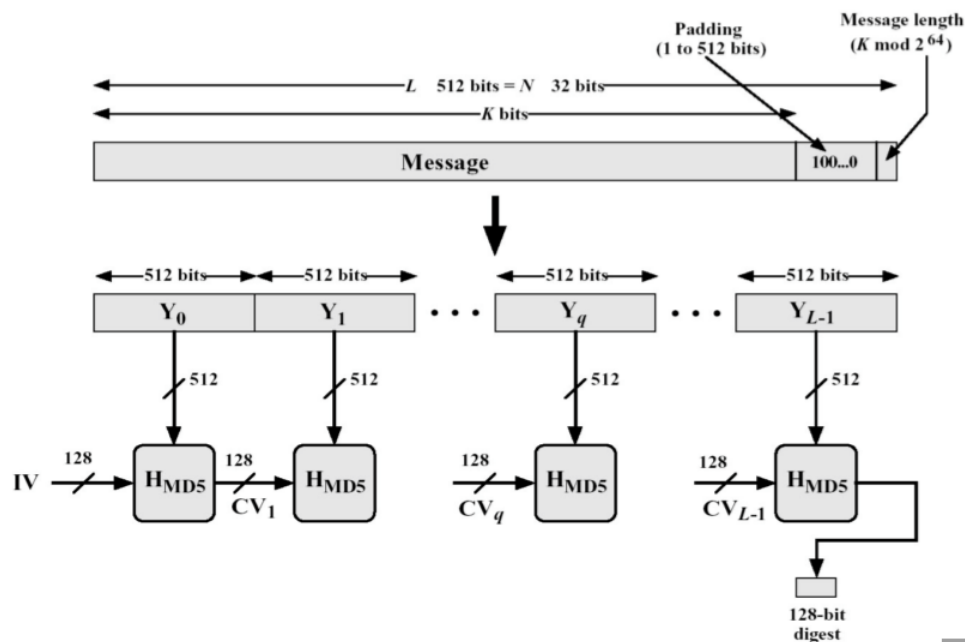 Padding
(1 to 512 bits)
Message length
(K mod 2^64)
L 512 bits = N 32 bits
K bits
Message
100...0
512 bits
512 bits
512 bits
512 bits
Y0
Y1
• • •
Yq
• • •
YL-1
512
512
512
512
IV
128
HMD5
128
CV1
HMD5
128
CVq
HMD5
128
CVL-1
HMD5
128-bit
digest